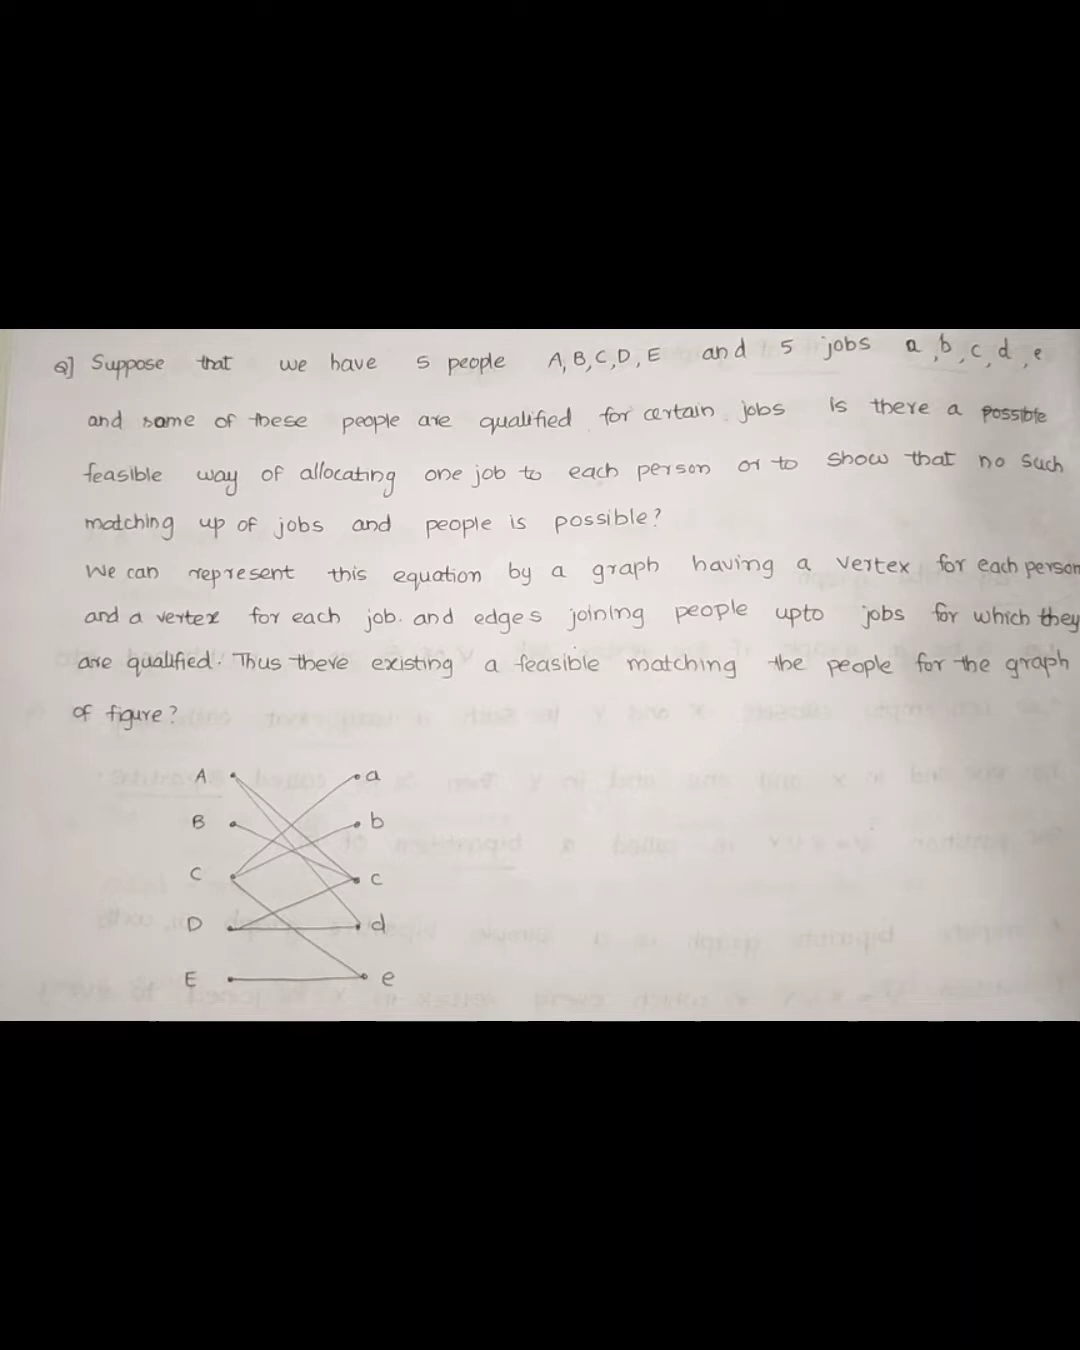 Q] Suppose that we have 5 people A, B, C, D, E and 5 jobs a, b, c, d, e
and some of these people are qualified for certain jobs is there a possible
feasible way of allocating one job to each person or to show that no such
matching up of jobs and people is possible?
We can represent this equation by a graph having a vertex for each person
and a vertex for each job. and edges joining people upto jobs for which they
are qualified. Thus there existing a feasible matching the people for the graph
of figure?
A a
B b
C c
D d
E e